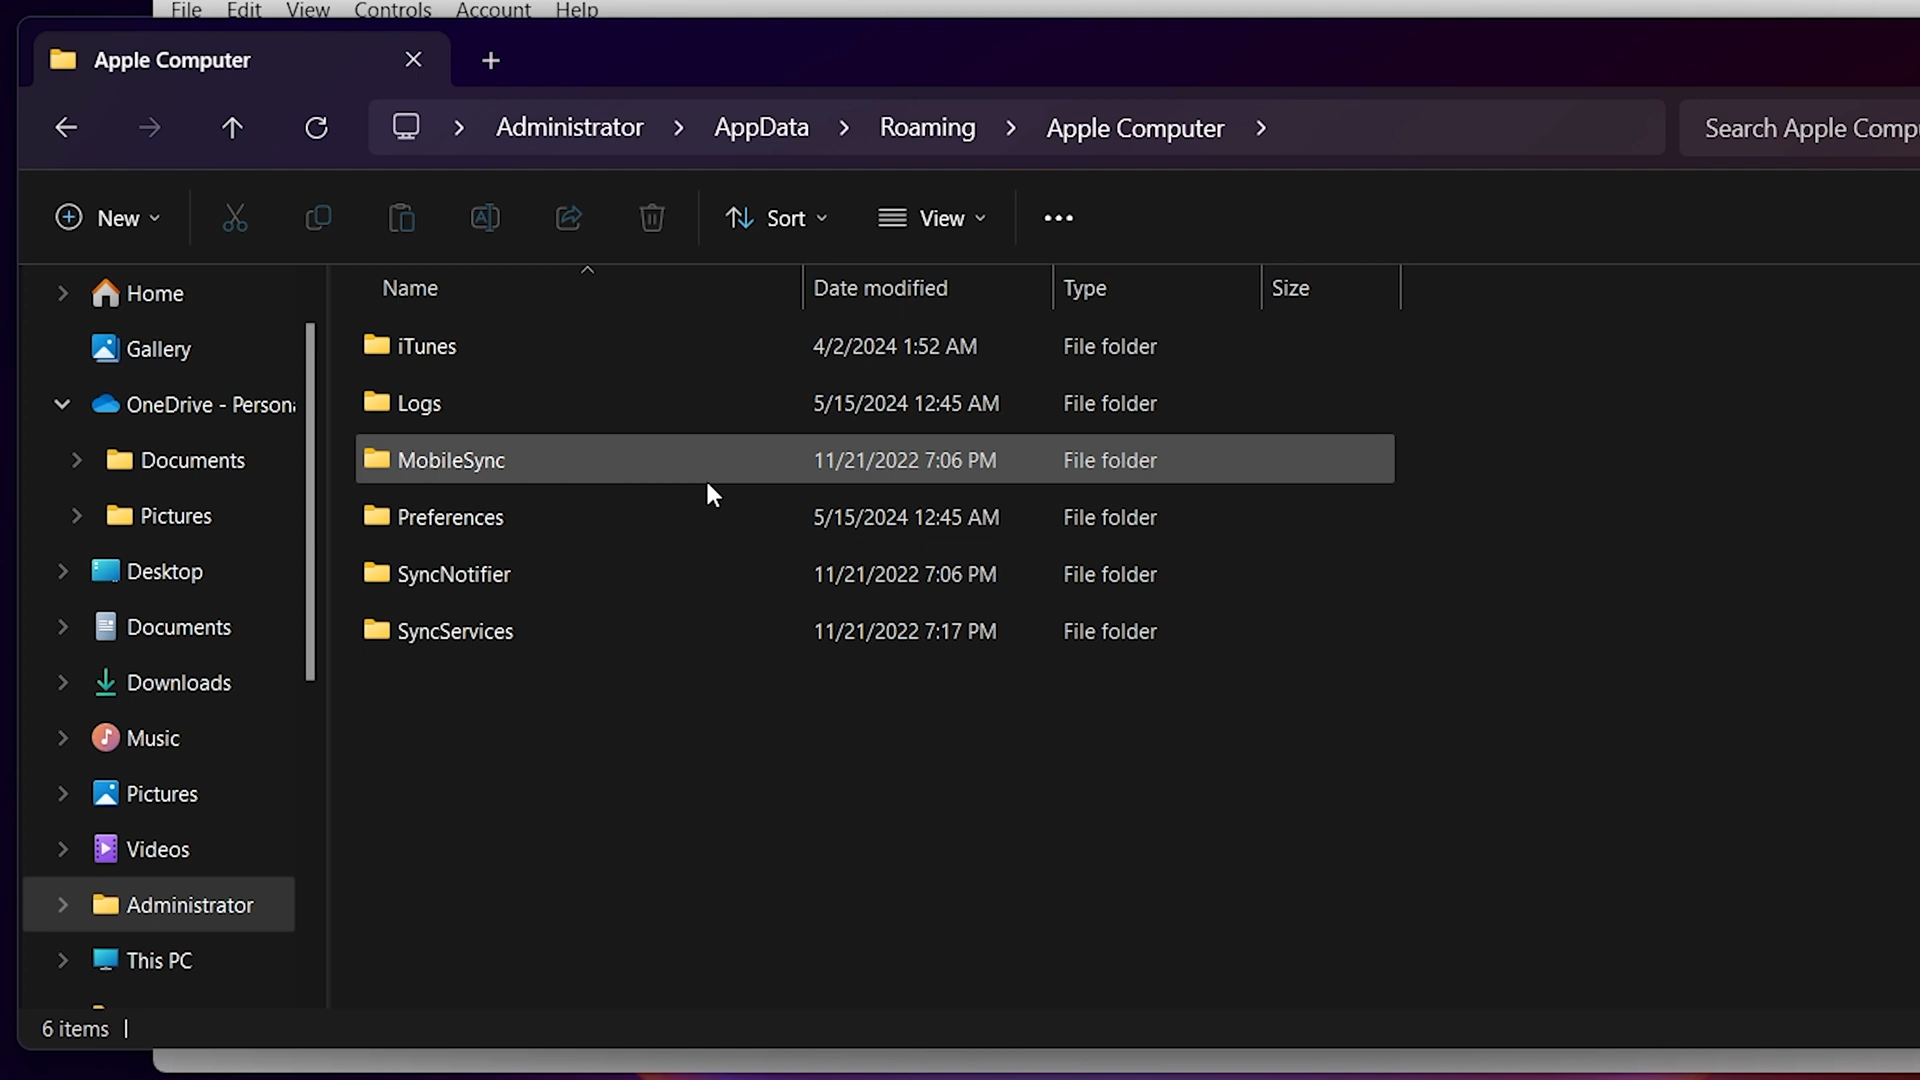 File Edit View Controls Account Help
Apple Computer
Administrator > AppData > Roaming > Apple Computer >
Search Apple Compu
New
Sort
View
Name Date modified Type Size
Home
Gallery
OneDrive - Person
Documents
Pictures
Desktop
Documents
Downloads
Music
Pictures
Videos
Administrator
This PC
iTunes 4/2/2024 1:52 AM File folder
Logs 5/15/2024 12:45 AM File folder
MobileSync 11/21/2022 7:06 PM File folder
Preferences 5/15/2024 12:45 AM File folder
SyncNotifier 11/21/2022 7:06 PM File folder
SyncServices 11/21/2022 7:17 PM File folder
6 items